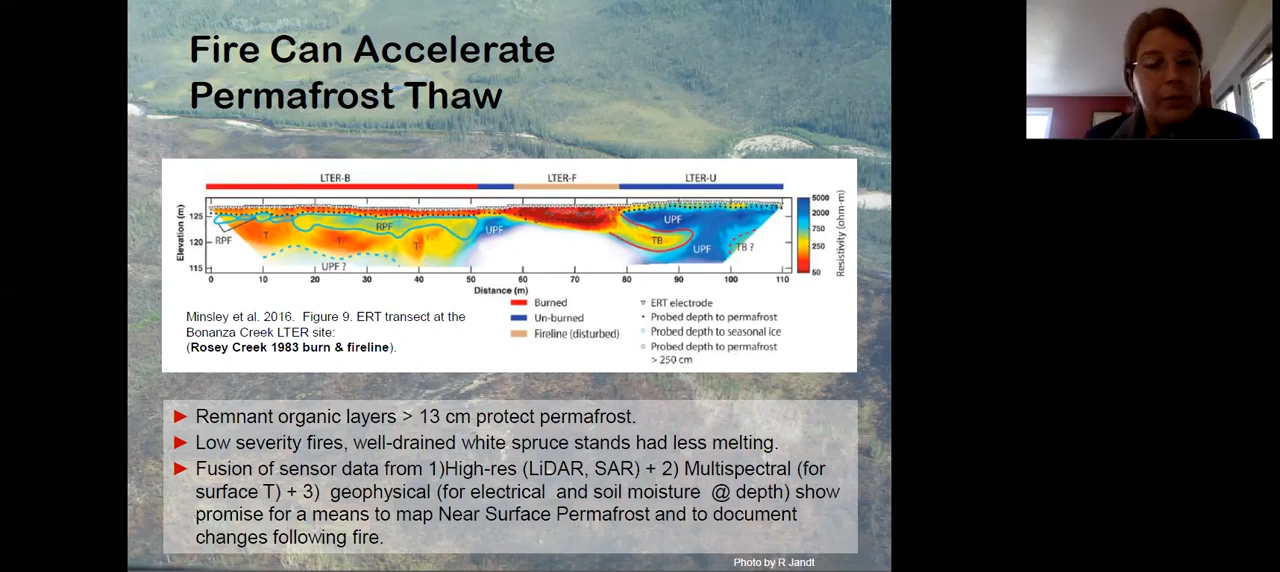 Fire Can Accelerate
Permafrost Thaw
LTER-B LTER-F LTER-U
Elevation (m)
125
120
115
RPF
T
T
RPF
T
UPF ?
UPF
UPF
TB
UPF
TB ?
5000
2000
750
250
50
Resistivity (ohm-m)
0 10 20 30 40 50 60 70 80 90 100 110
Distance (m)
Burned
Un-burned
Fireline (disturbed)
ERT electrode
Probed depth to permafrost
Probed depth to seasonal ice
Probed depth to permafrost
> 250 cm
Minsley et al. 2016. Figure 9. ERT transect at the
Bonanza Creek LTER site:
(Rosey Creek 1983 burn & fireline).
Remnant organic layers > 13 cm protect permafrost.
Low severity fires, well-drained white spruce stands had less melting.
Fusion of sensor data from 1)High-res (LiDAR, SAR) + 2) Multispectral (for
surface T) + 3) geophysical (for electrical and soil moisture @ depth) show
promise for a means to map Near Surface Permafrost and to document
changes following fire.
Photo by R Jandt